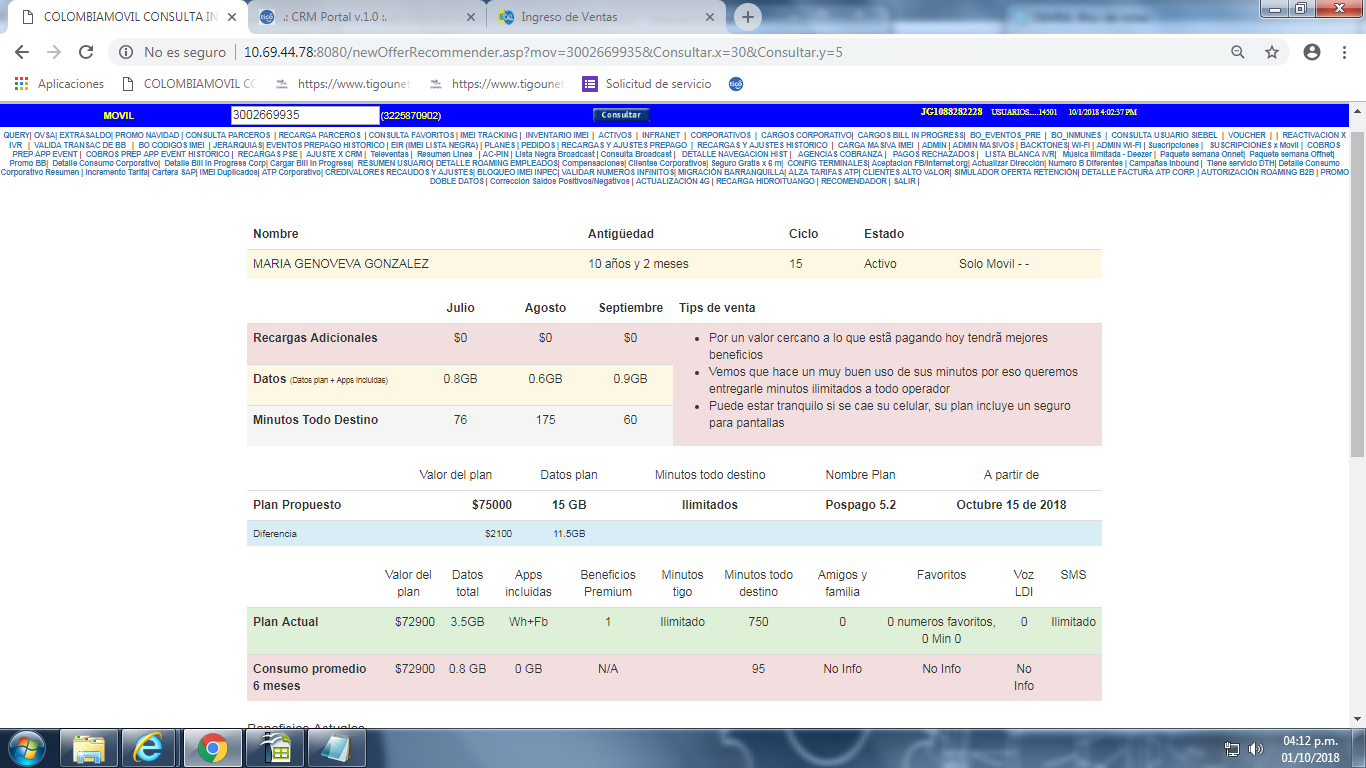 COLOMBIAMOVIL CONSULTA IN
.: CRM Portal v.1.0 :.
Ingreso de Ventas
No es seguro
10.69.44.78:8080/newOfferRecommender.asp?mov=3002669935&Consultar.x=30&Consultar.y=5
Aplicaciones
COLOMBIAMOVIL CO
https://www.tigounet
https://www.tigounet
Solicitud de servicio
MOVIL
3002669935
(3225870902)
Consultar
JG1088282228
USUARIOS.....14501
10/1/2018 4:02:37 PM
QUERY| OVSA| EXTRASALDO| PROMO NAVIDAD | CONSULTA PARCEROS | RECARGA PARCEROS | CONSULTA FAVORITOS | IMEI TRACKING | INVENTARIO IMEI | ACTIVOS | INFRANET | CORPORATIVOS | CARGOS CORPORATIVO| CARGOS BILL IN PROGRESS| BO_EVENTOS_PRE | BO_INMUNES | CONSULTA USUARIO SIEBEL | VOUCHER | | REACTIVACION X
IVR | VALIDA TRANSAC DE BB | BO CODIGOS IMEI | JERARQUIAS| EVENTOS PREPAGO HISTORICO | EIR (IMEI LISTA NEGRA) | PLANES | PEDIDOS | RECARGAS Y AJUSTES PREPAGO | RECARGAS Y AJUSTES HISTORICO | CARGA MASIVA IMEI | ADMIN | ADMIN MASIVOS | BACKTONES| WI-FI | ADMIN WI-FI | Suscripciones | SUSCRIPCIONES x Movil | COBROS
PREP APP EVENT | COBROS PREP APP EVENT HISTORICO | RECARGAS PSE | AJUSTE X CRM | Televentas | Resumen Linea | AC-PIN | Lista Negra Broadcast | Consulta Broadcast | DETALLE NAVEGACION HIST | AGENCIAS COBRANZA | PAGOS RECHAZADOS | LISTA BLANCA IVR| Música Ilimitada - Deezer | Paquete semana Onnet| Paquete semana Offnet|
Promo BB| Detalle Consumo Corporativo| Detalle Bill in Progress Corp| Cargar Bill in Progress| RESUMEN USUARIO| DETALLE ROAMING EMPLEADOS| Compensaciones| Clientes Corporativos| Seguro Gratis x 6 m| CONFIG TERMINALES| Aceptacion FB/Internet.org| Actualizar Dirección| Numero B Diferentes | Campañas Inbound | Tiene servicio DTH| Detalle Consumo
Corporativo Resumen | Incremento Tarifa| Cartera SAP| IMEI Duplicados| ATP Corporativo| CREDIVALORES RECAUDOS Y AJUSTES| BLOQUEO IMEI INPEC| VALIDAR NUMEROS INFINITOS| MIGRACIÓN BARRANQUILLA| ALZA TARIFAS ATP| CLIENTES ALTO VALOR| SIMULADOR OFERTA RETENCIÓN| DETALLE FACTURA ATP CORP. | AUTORIZACIÓN ROAMING B2B | PROMO
DOBLE DATOS | Corrección Saldos Positivos/Negativos | ACTUALIZACIÓN 4G | RECARGA HIDROITUANGO | RECOMENDADOR | SALIR |
Nombre Antigüedad Ciclo Estado
MARIA GENOVEVA GONZALEZ 10 años y 2 meses 15 Activo Solo Movil - -
Julio Agosto Septiembre Tips de venta
Recargas Adicionales $0 $0 $0
Datos (Datos plan + Apps Incluidas) 0.8GB 0.6GB 0.9GB
Minutos Todo Destino 76 175 60
Por un valor cercano a lo que estã pagando hoy tendrã mejores
beneficios
Vemos que hace un muy buen uso de sus minutos por eso queremos
entregarle minutos ilimitados a todo operador
Puede estar tranquilo si se cae su celular, su plan incluye un seguro
para pantallas
Valor del plan Datos plan Minutos todo destino Nombre Plan A partir de
Plan Propuesto $75000 15 GB Ilimitados Pospago 5.2 Octubre 15 de 2018
Diferencia $2100 11.5GB
Valor del plan Datos total Apps incluidas Beneficios Premium Minutos tigo Minutos todo destino Amigos y familia Favoritos Voz LDI SMS
Plan Actual $72900 3.5GB Wh+Fb 1 Ilimitado 750 0 0 numeros favoritos, 0 Min 0 0 Ilimitado
Consumo promedio 6 meses $72900 0.8 GB 0 GB N/A 95 No Info No Info No Info
Beneficios Actuales
04:12 p.m.
01/10/2018